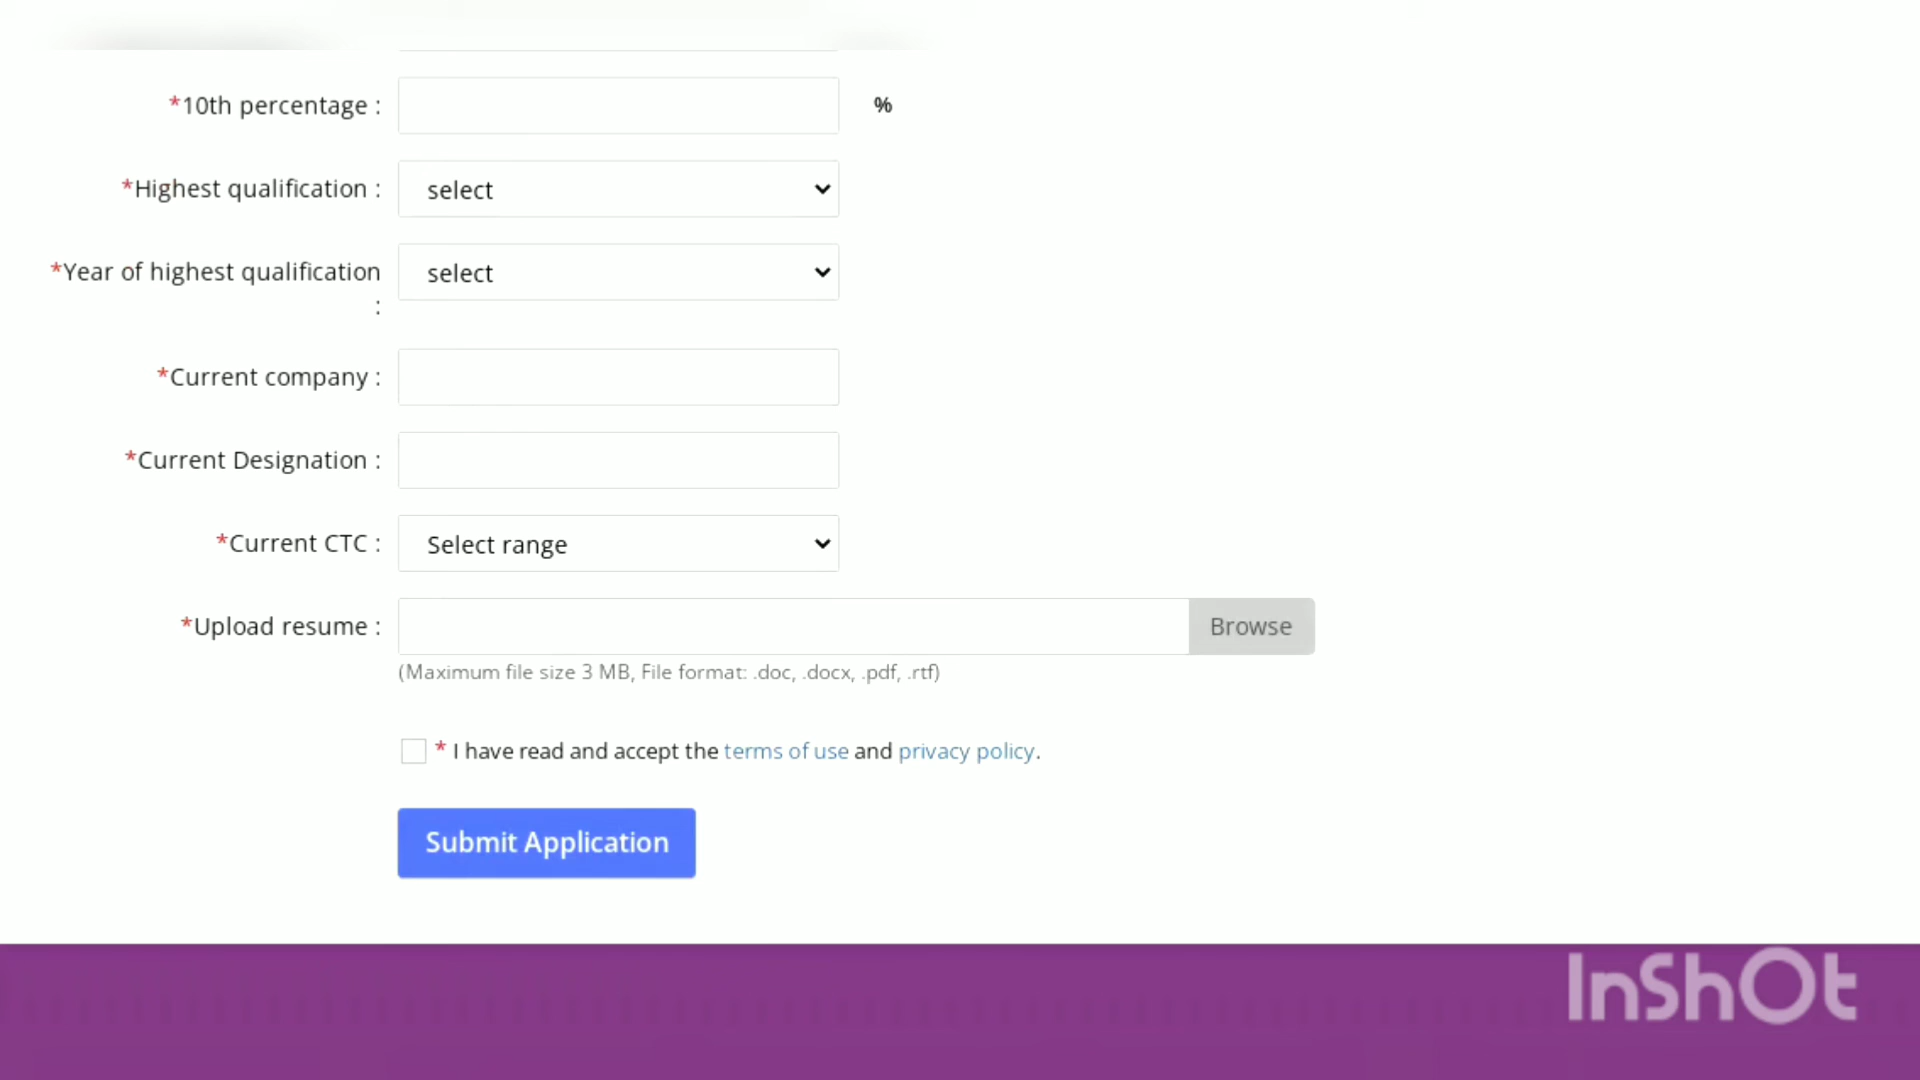 *10th percentage :
%
*Highest qualification :
select
*Year of highest qualification
:
select
*Current company :
*Current Designation :
*Current CTC :
Select range
*Upload resume :
Browse
(Maximum file size 3 MB, File format: .doc, .docx, .pdf, .rtf)
* I have read and accept the terms of use and privacy policy.
Submit Application
InShOt